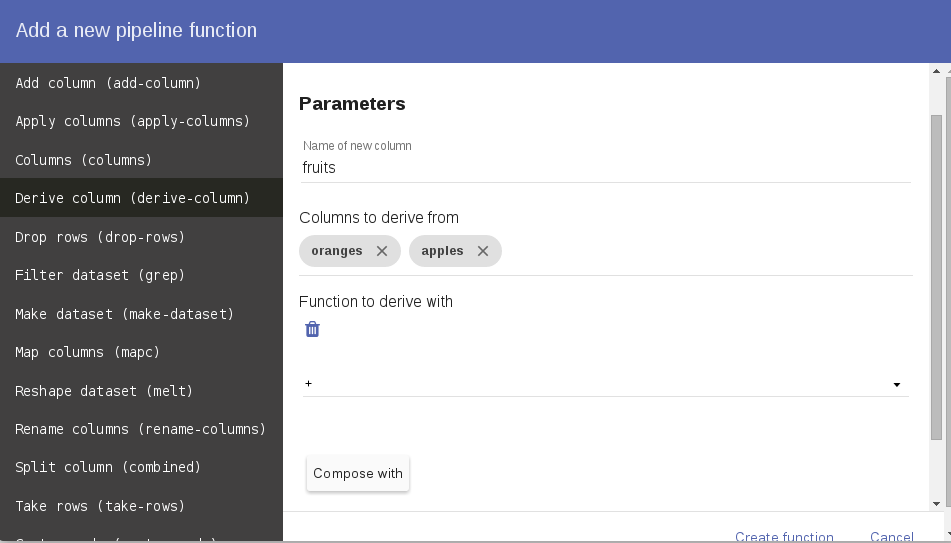 Add a new pipeline function
Add column (add-column)
Apply columns (apply-columns)
Columns (columns)
Derive column (derive-column)
Drop rows (drop-rows)
Filter dataset (grep)
Make dataset (make-dataset)
Map columns (mapc)
Reshape dataset (melt)
Rename columns (rename-columns)
Split column (combined)
Take rows (take-rows)
Parameters
Name of new column
fruits
Columns to derive from
oranges apples
Function to derive with
+
Compose with
Create function Cancel